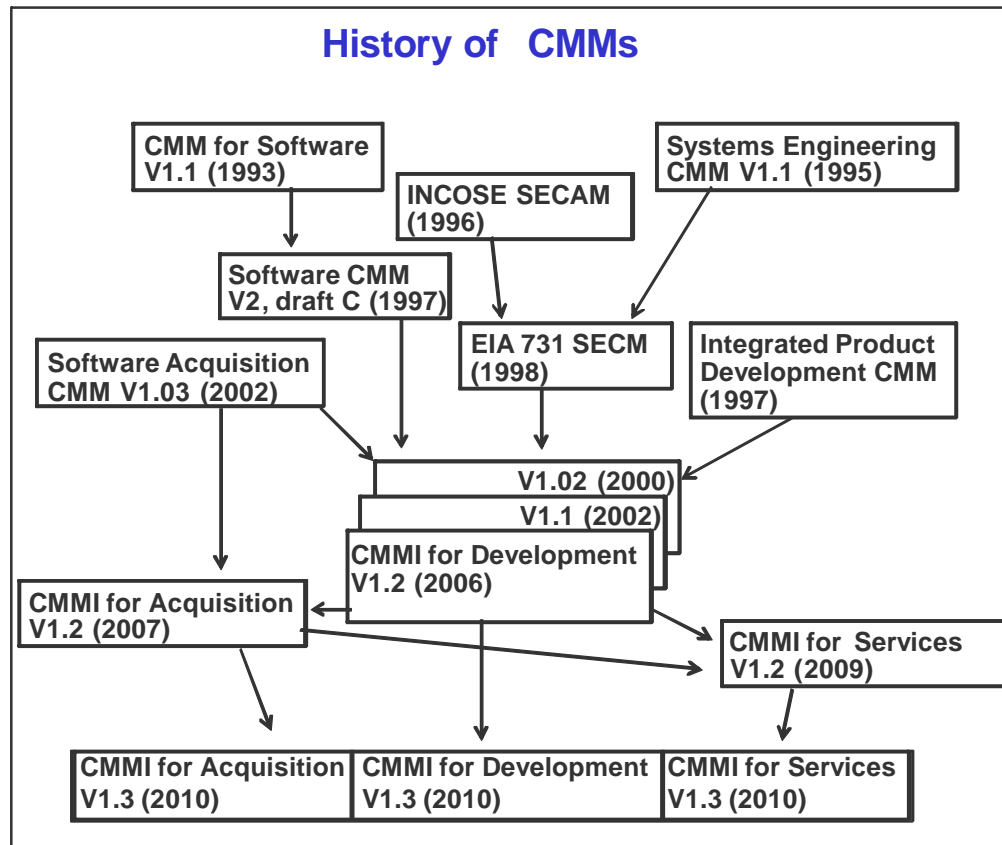 History of CMMs
CMM for Software
V1.1 (1993)
Systems Engineering
CMM V1.1 (1995)
INCOSE SECAM
(1996)
Software CMM
V2, draft C (1997)
EIA 731 SECM
(1998)
Integrated Product
Development CMM
(1997)
Software Acquisition
CMM V1.03 (2002)
V1.02 (2000)
V1.1 (2002)
CMMI for Development
V1.2 (2006)
CMMI for Acquisition
V1.2 (2007)
CMMI for Services
V1.2 (2009)
CMMI for Acquisition
V1.3 (2010)
CMMI for Development
V1.3 (2010)
CMMI for Services
V1.3 (2010)